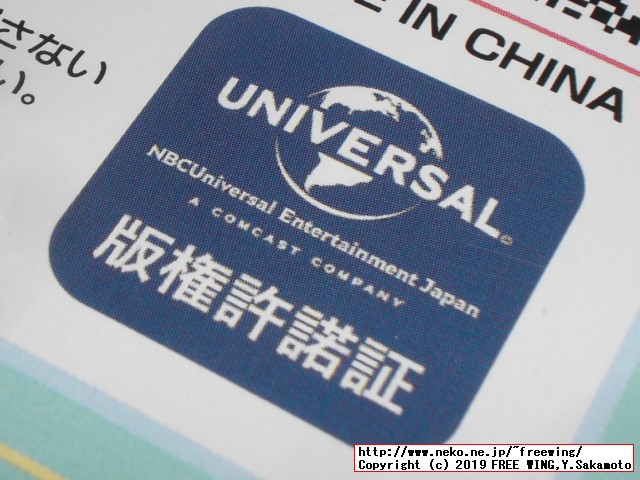 さない
い。
E IN CHINA
UNIVERSAL
NBCUniversal Entertainment Japan
A COMCAST COMPANY
版権許諾証
http://www.neko.ne.jp/~freewing/
Copyright (c) 2019 FREE WING,Y.Sakamoto